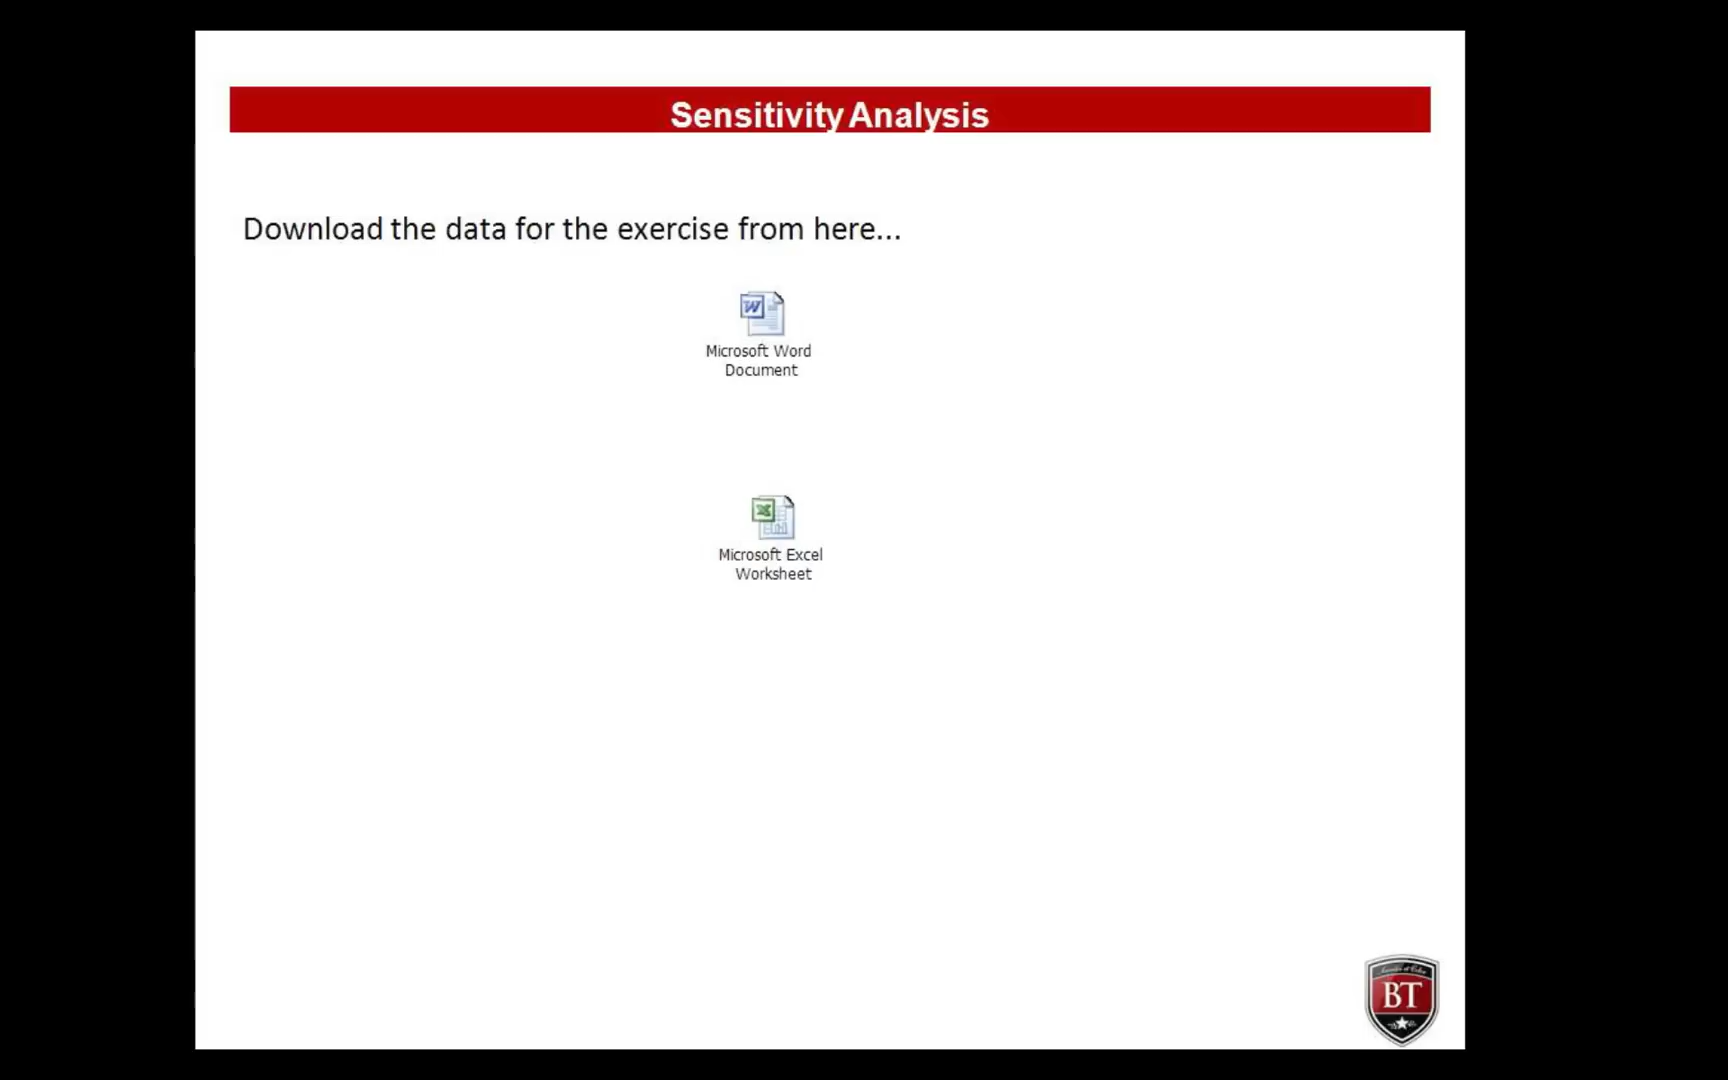 Sensitivity Analysis
Download the data for the exercise from here...
Microsoft Word
Document
Microsoft Excel
Worksheet
BT